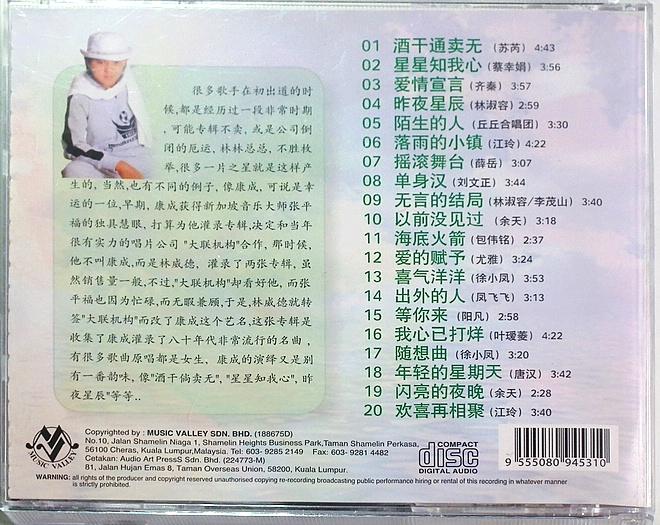 很多歌手在初出道的时
候,都是经历过一段非常时期
,可能专辑不卖,或是公司倒
闭的厄运,林林总总,不胜枚
举,很多一片之星就是这样产
生的,当然,也有不同的例子,像康成,可说是幸
运的一位,早期,康成获得新加坡音乐大师张平
福的独具慧眼,打算为他灌录专辑,决定和当年
很有实力的唱片公司"大联机构"合作,那时候,
他不叫康成,而是林威德,灌录了两张专辑,虽
然销售量一般,不过,"大联机构"却看好他,而张
平福也因为忙碌,而无暇兼顾,于是,林威德就转
签"大联机构"而改了康成这个艺名,这张专辑是
收集了康成灌录了八十年代非常流行的名曲,
有很多歌曲原唱都是女生,康成的演绎又是别
有一番韵味,像"酒干倘卖无","星星知我心",昨
夜星辰"等等..
01 酒干通卖无 (苏芮) 4:43
02 星星知我心 (蔡幸娟) 3:56
03 爱情宣言 (齐秦) 3:57
04 昨夜星辰 (林淑容) 2:59
05 陌生的人 (丘丘合唱团) 3:30
06 落雨的小镇 (江玲) 4:22
07 摇滚舞台 (薛岳) 3:07
08 单身汉 (刘文正) 3:44
09 无言的结局 (林淑容/李茂山) 3:40
10 以前没见过 (余天) 3:18
11 海底火箭 (包伟铭) 2:37
12 爱的赋予 (尤雅) 3:24
13 喜气洋洋 (徐小凤) 3:53
14 出外的人 (凤飞飞) 3:13
15 等你来 (阳凡) 2:58
16 我心已打烊 (叶瑷菱) 4:22
17 随想曲 (徐小凤) 3:20
18 年轻的星期天 (唐汉) 3:42
19 闪亮的夜晚 (余天) 2:28
20 欢喜再相聚 (江玲) 3:40
MUSIC VALLEY
Copyrighted by : MUSIC VALLEY SDN. BHD. (188675D)
No.10, Jalan Shamelin Niaga 1, Shamelin Heights Business Park,Taman Shamelin Perkasa,
56100 Cheras, Kuala Lumpur,Malaysia. Tel: 603- 9285 2149 Fax: 603- 9281 4482
Cetakan: Audio Art PressS Sdn. Bhd. (224773-M)
81, Jalan Hujan Emas 8, Taman Overseas Union, 58200, Kuala Lumpur.
COMPACT
disc
DIGITAL AUDIO
9 555080 945310
WARNING: all rights of the producer and copyright reserved unauthorised copying re-recording broadcasting public performance hiring or rental of this recording in whatever manner
is strictly prohibited.